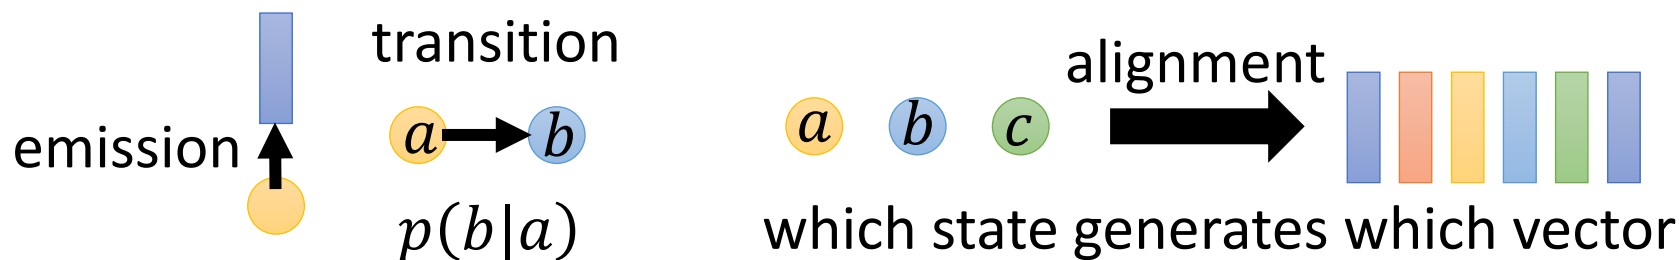 transition
emission
a b
p(b|a)
alignment
a b c
which state generates which vector